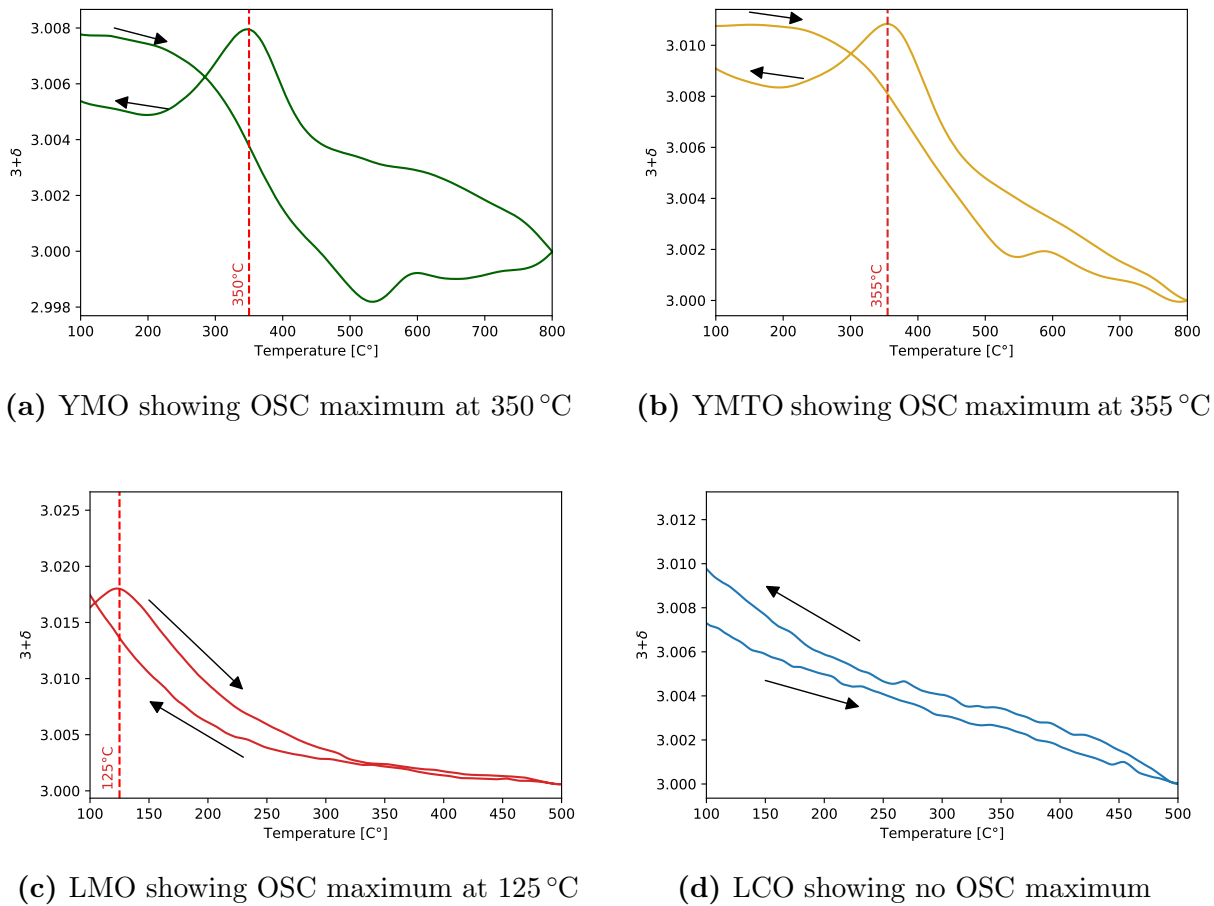 3.008
3.006
3.004
3.002
3.000
2.998
3+δ
350°C
100 200 300 400 500 600 700 800
Temperature [C°]
(a) YMO showing OSC maximum at 350 °C
3.010
3.008
3.006
3.004
3.002
3.000
3+δ
355°C
100 200 300 400 500 600 700 800
Temperature [C°]
(b) YMTO showing OSC maximum at 355 °C
3.025
3.020
3.015
3.010
3.005
3.000
3+δ
125°C
100 150 200 250 300 350 400 450 500
Temperature [C°]
(c) LMO showing OSC maximum at 125 °C
3.012
3.010
3.008
3.006
3.004
3.002
3.000
3+δ
100 150 200 250 300 350 400 450 500
Temperature [C°]
(d) LCO showing no OSC maximum